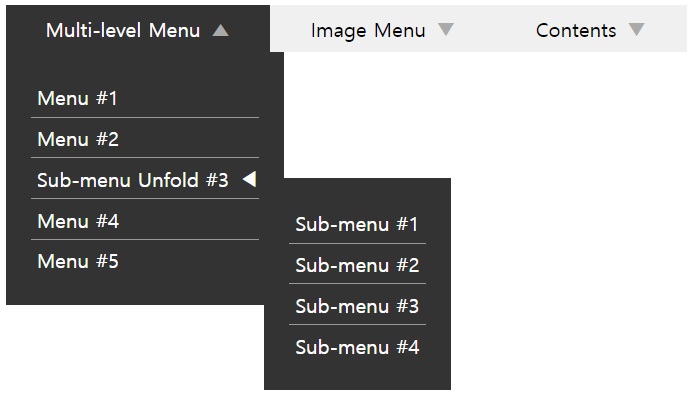 Multi-level Menu ▲ Image Menu ▼ Contents ▼
Menu #1
Menu #2
Sub-menu Unfold #3 ◀
Menu #4
Menu #5
Sub-menu #1
Sub-menu #2
Sub-menu #3
Sub-menu #4